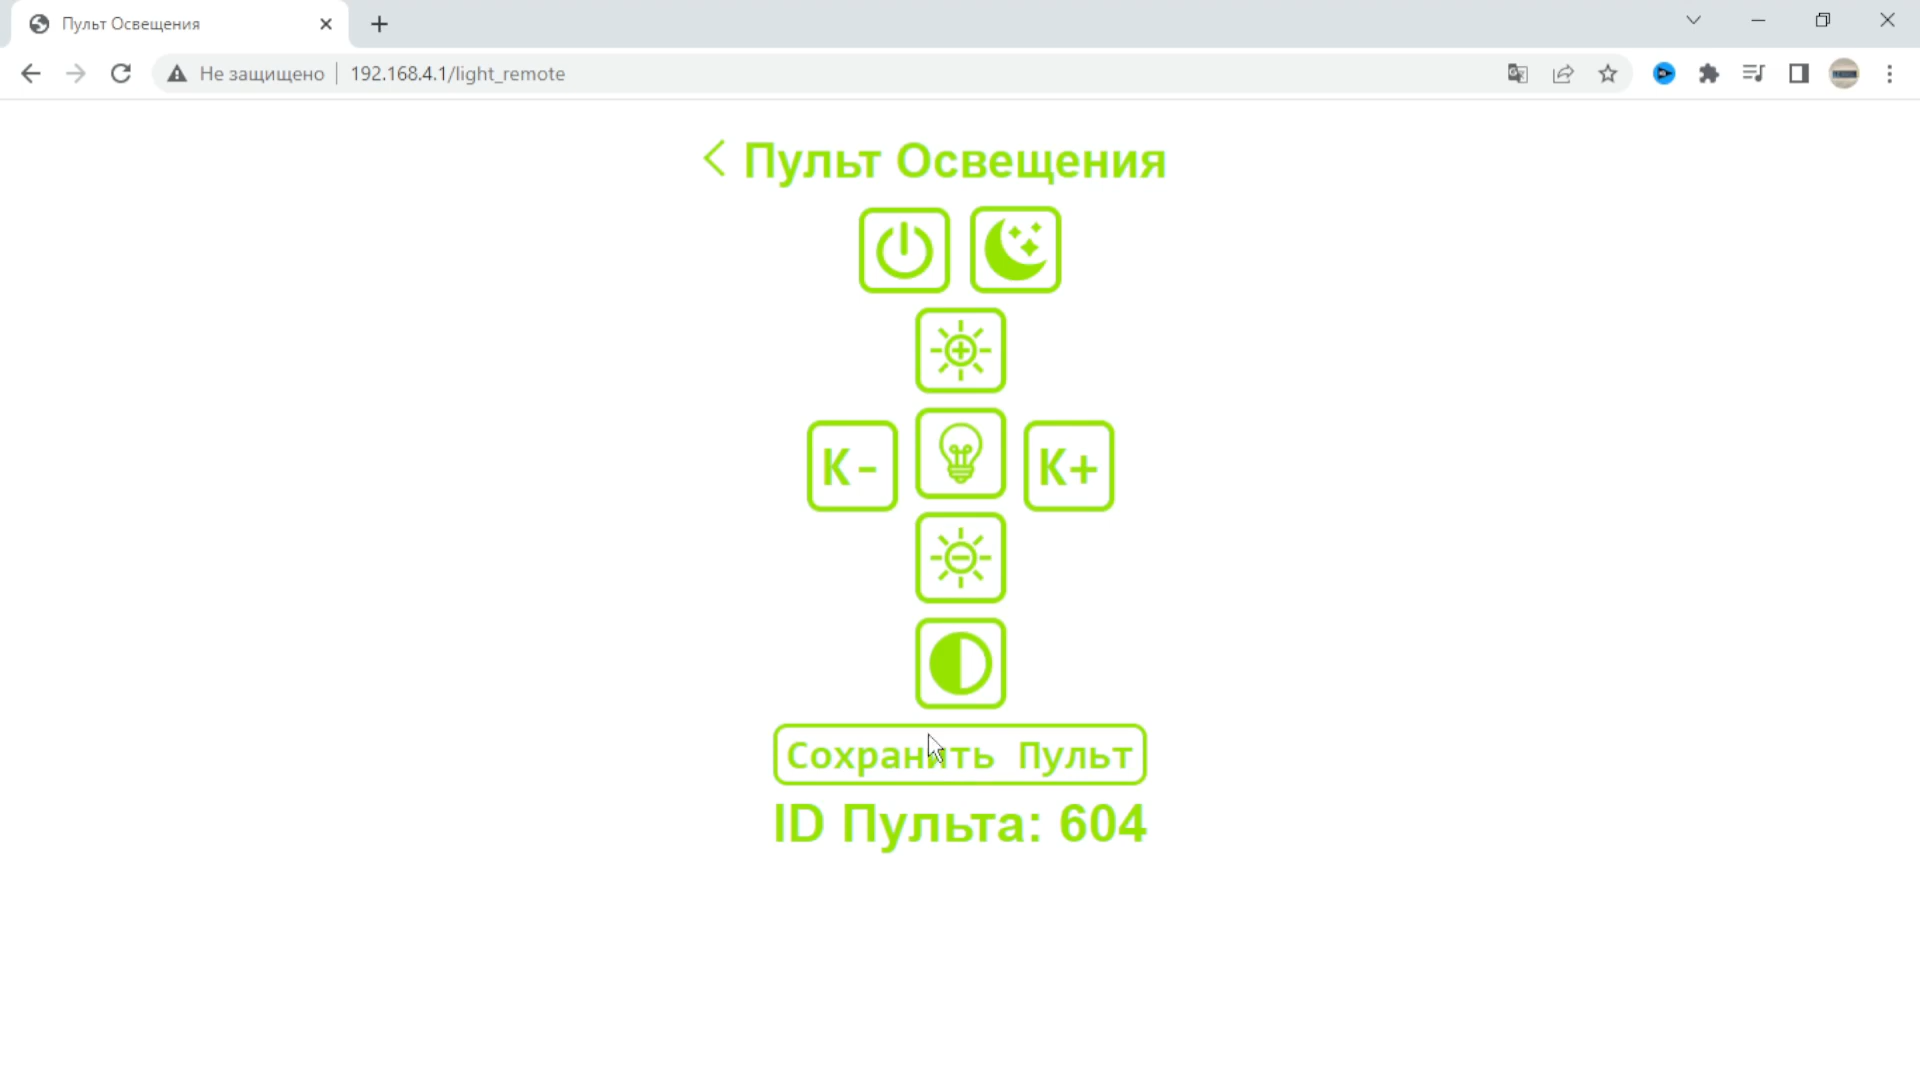 Пульт Освещения
Не защищено
192.168.4.1/light_remote
Пульт Освещения
K-
K+
Сохранить Пульт
ID Пульта: 604